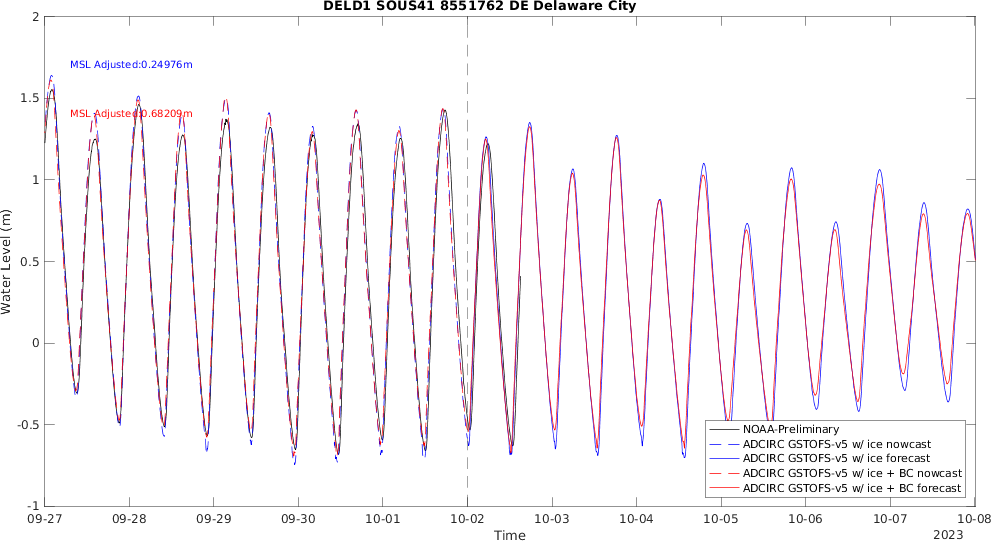 DELD1 SOUS41 8551762 DE Delaware City
2
MSL Adjusted:0.24976m
1.5
MSL Adjusted:0.68209m
1
Water Level (m)
0.5
0
-0.5
NOAA-Preliminary
ADCIRC GSTOFS-v5 w/ ice nowcast
ADCIRC GSTOFS-v5 w/ ice forecast
ADCIRC GSTOFS-v5 w/ ice + BC nowcast
ADCIRC GSTOFS-v5 w/ ice + BC forecast
-1
09-27 09-28 09-29 09-30 10-01 10-02 10-03 10-04 10-05 10-06 10-07 10-08
Time
2023